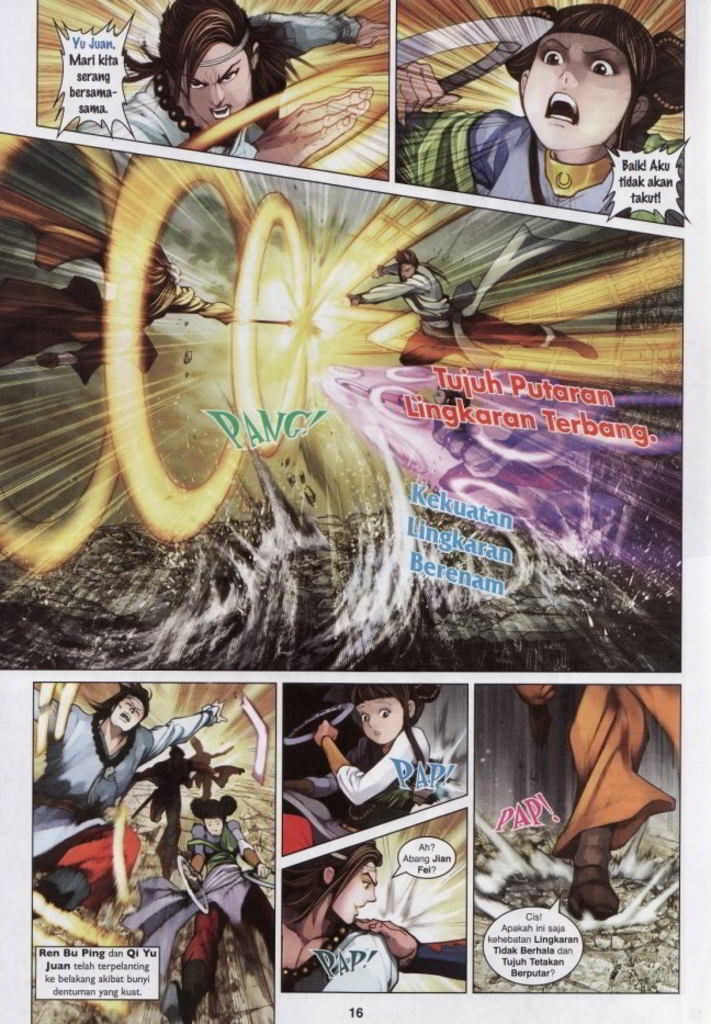 Yu Juan.
Mari kita
serang
bersama-
sama.
Baik! Aku
tidak akan
takut!
Tujuh Putaran
Lingkaran Terbang.
PANG!
Kekuatan
Lingkaran
Berenam
Ren Bu Ping dan Qi Yu
Juan telah terpelanting
ke belakang akibat bunyi
dentuman yang kuat.
PAP!
Ah?
Abang Jian
Fei?
PAP!
PAP!
Cis!
Apakah ini saja
kehebatan Lingkaran
Tidak Berhala dan
Tujuh Tetakan
Berputar?
16